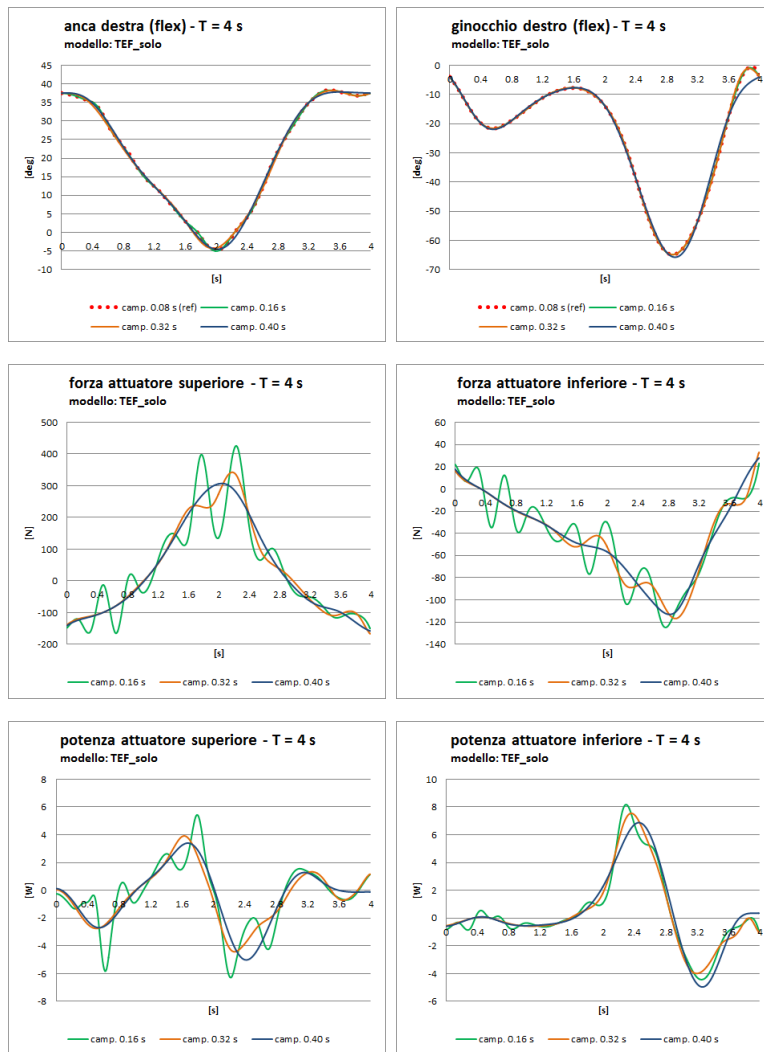 anca destra (flex) - T = 4 s
modello: TEF_solo
45
40
35
30
25
20
15
10
5
0
-5
-10
[deg]
0 0.4 0.8 1.2 1.6 2 2.4 2.8 3.2 3.6 4
[s]
camp. 0.08 s (ref) camp. 0.16 s
camp. 0.32 s camp. 0.40 s
ginocchio destro (flex) - T = 4 s
modello: TEF_solo
0
-10
-20
-30
-40
-50
-60
-70
[deg]
0 0.4 0.8 1.2 1.6 2 2.4 2.8 3.2 3.6 4
[s]
camp. 0.08 s (ref) camp. 0.16 s
camp. 0.32 s camp. 0.40 s
forza attuatore superiore - T = 4 s
modello: TEF_solo
500
400
300
200
100
0
-100
-200
[N]
0 0.4 0.8 1.2 1.6 2 2.4 2.8 3.2 3.6 4
[s]
camp. 0.16 s camp. 0.32 s camp. 0.40 s
forza attuatore inferiore - T = 4 s
modello: TEF_solo
60
40
20
0
-20
-40
-60
-80
-100
-120
-140
[N]
0 0.4 0.8 1.2 1.6 2 2.4 2.8 3.2 3.6 4
[s]
camp. 0.16 s camp. 0.32 s camp. 0.40 s
potenza attuatore superiore - T = 4 s
modello: TEF_solo
8
6
4
2
0
-2
-4
-6
-8
[W]
0 0.4 0.8 1.2 1.6 2 2.4 2.8 3.2 3.6 4
[s]
camp. 0.16 s camp. 0.32 s camp. 0.40 s
potenza attuatore inferiore - T = 4 s
modello: TEF_solo
10
8
6
4
2
0
-2
-4
-6
[W]
0 0.4 0.8 1.2 1.6 2 2.4 2.8 3.2 3.6 4
[s]
camp. 0.16 s camp. 0.32 s camp. 0.40 s